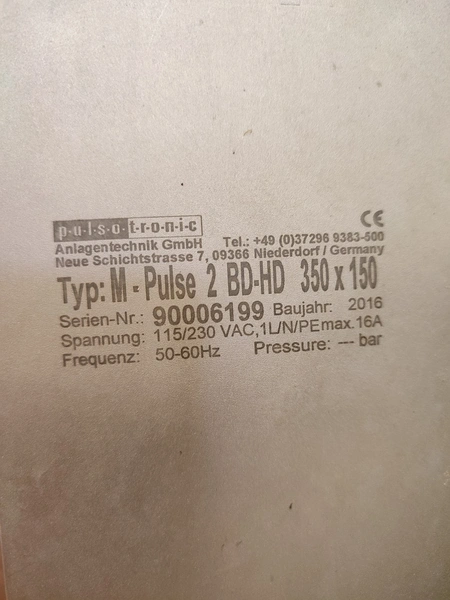 p·u·l·s·o·t·r·o·n·i·c CE
Anlagentechnik GmbH Tel.: +49 (0)37296 9383-500
Neue Schichtstrasse 7, 09366 Niederdorf / Germany
Typ: M - Pulse 2 BD-HD 350 x 150
Serien-Nr.: 90006199 Baujahr: 2016
Spannung: 115/230 VAC,1L/N/PE max. 16A
Frequenz: 50-60Hz Pressure: --- bar